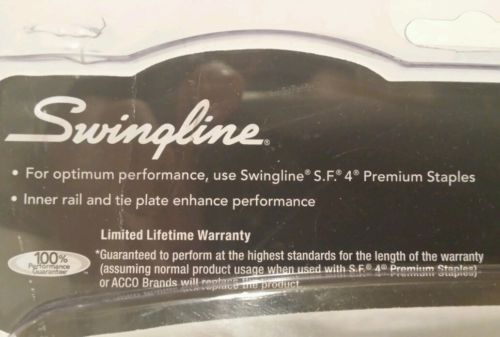 Swingline®
• For optimum performance, use Swingline® S.F.® 4® Premium Staples
• Inner rail and tie plate enhance performance
Limited Lifetime Warranty
100%
Performance
Guarantee*
*Guaranteed to perform at the highest standards for the length of the warranty
(assuming normal product usage when used with S.F.® 4® Premium Staples)
or ACCO Brands will replace the product.